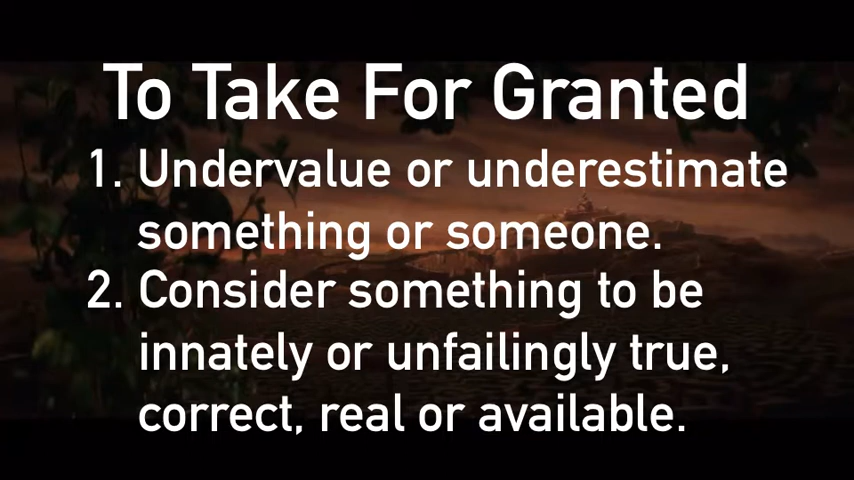 To Take For Granted
1. Undervalue or underestimate
something or someone.
2. Consider something to be
innately or unfailingly true,
correct, real or available.